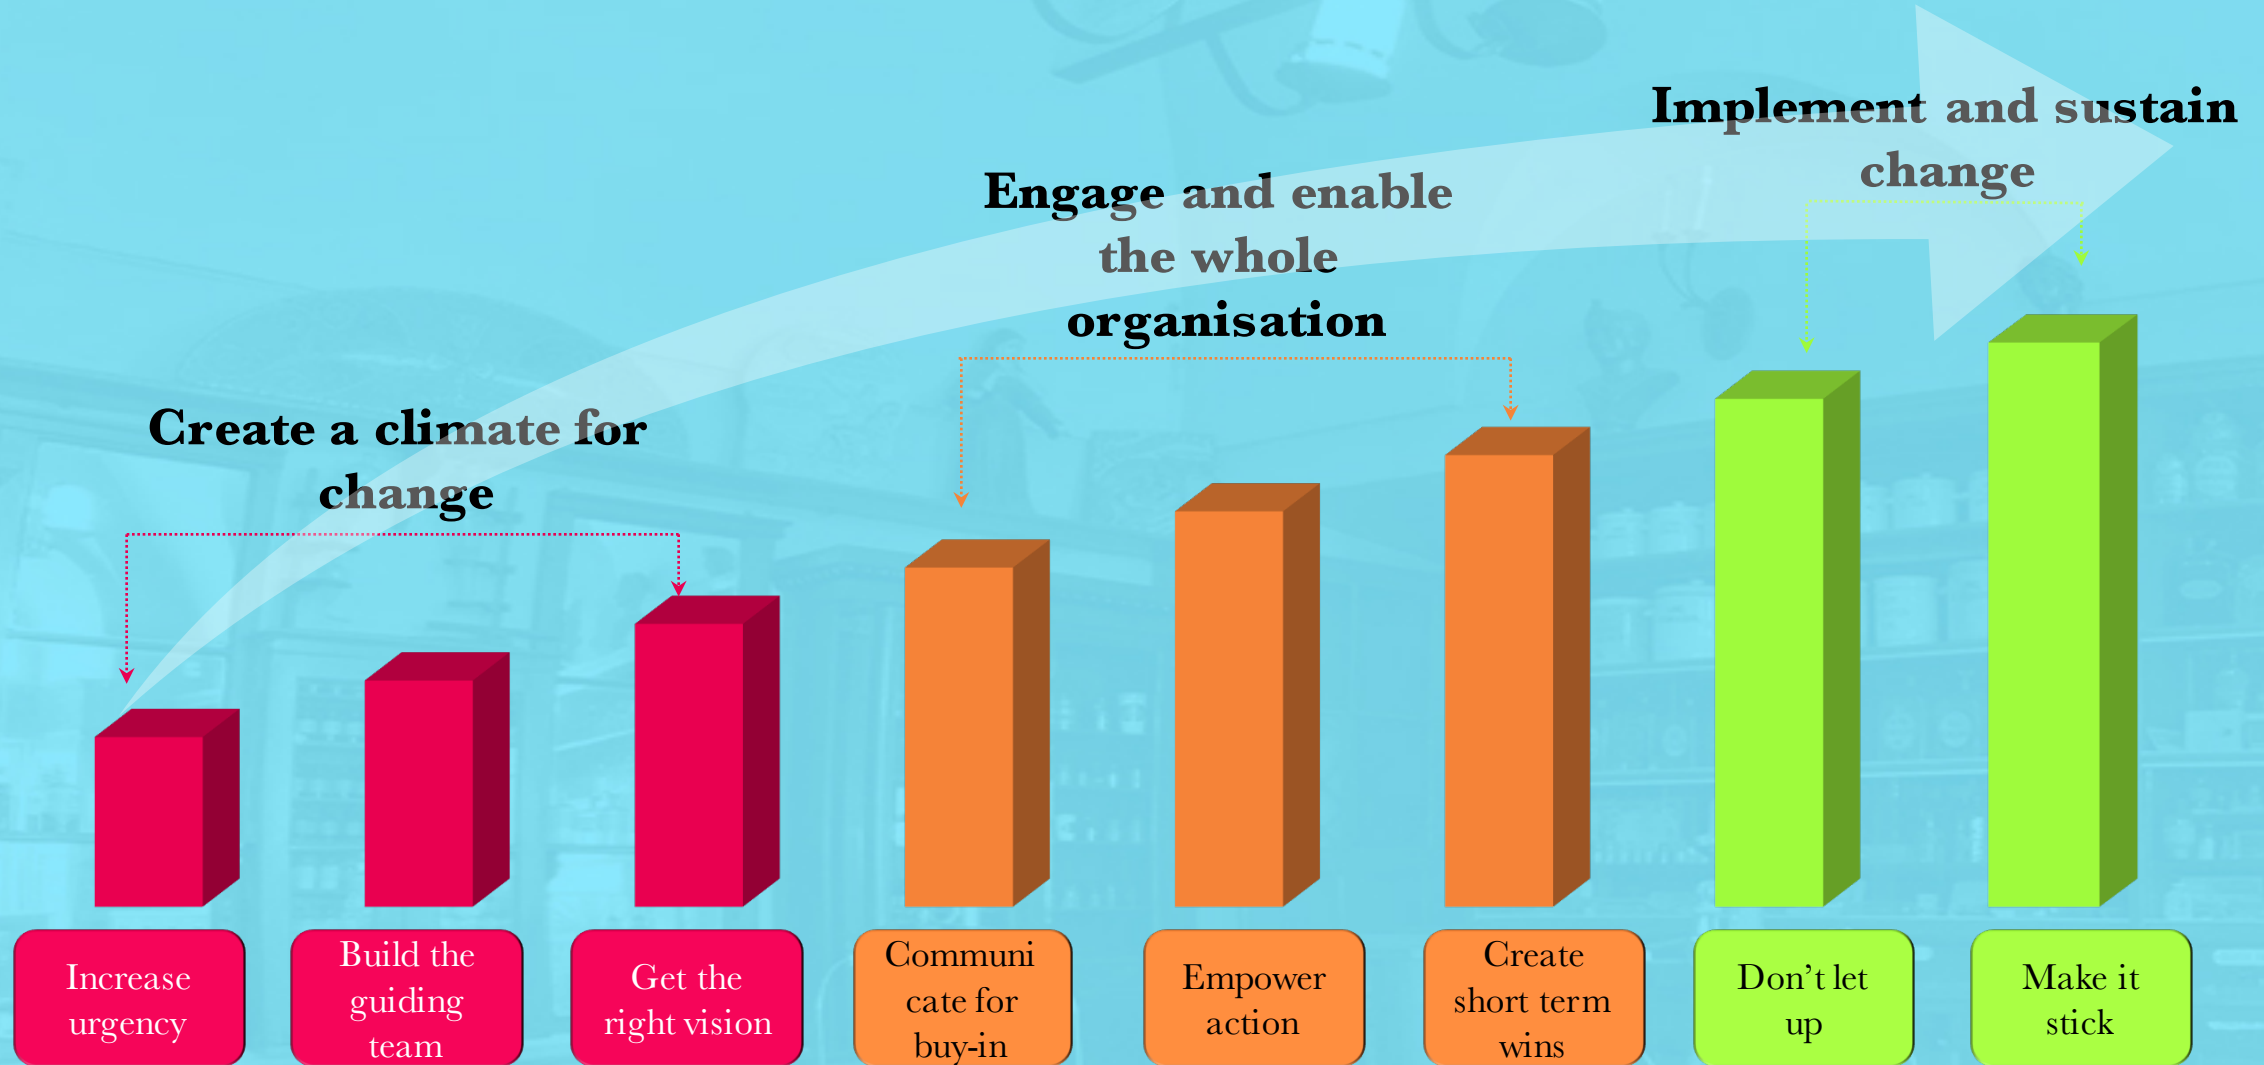 Implement and sustain
change
Engage and enable
the whole
organisation
Create a climate for
change
Increase
urgency
Build the
guiding
team
Get the
right vision
Communi
cate for
buy-in
Empower
action
Create
short term
wins
Don’t let
up
Make it
stick